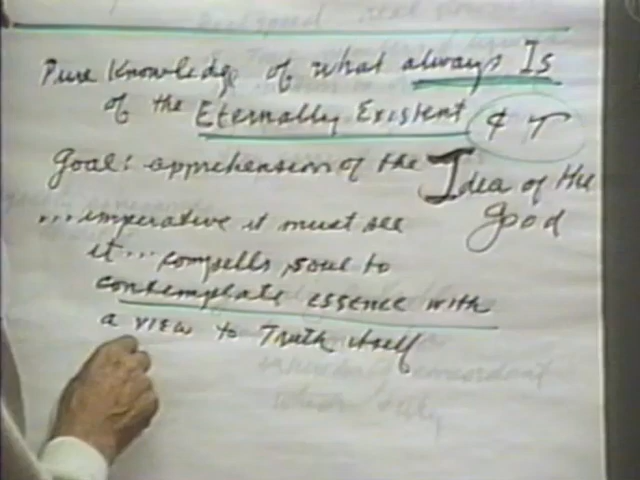 Pure Knowledge of what always Is
of the Eternally Existent ¢ T
Goal: apprehension of the Idea of the
Good
... imperative it must see
it ... compells soul to
contemplate essence with
a view to Truth itself